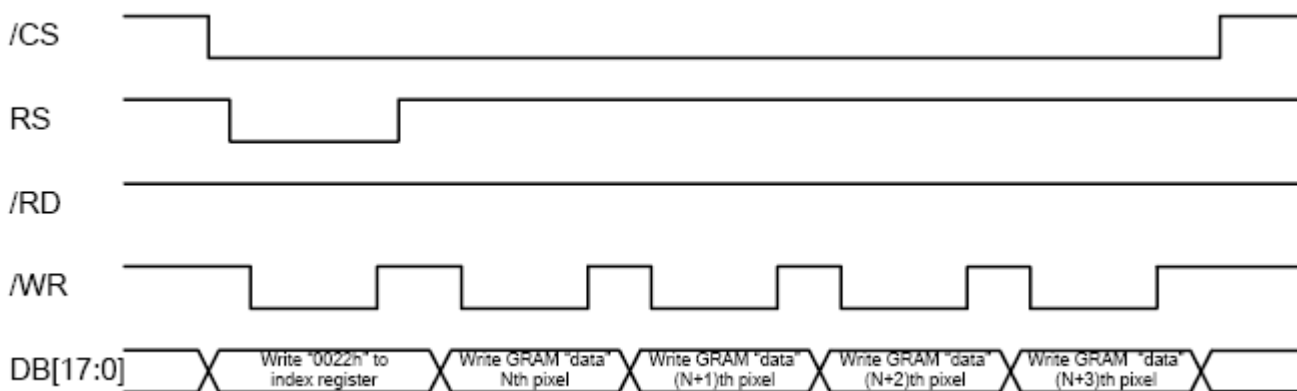 /CS
RS
/RD
/WR
DB[17:0]
Write "0022h" to
index register
Write GRAM "data"
Nth pixel
Write GRAM "data"
(N+1)th pixel
Write GRAM "data"
(N+2)th pixel
Write GRAM "data"
(N+3)th pixel